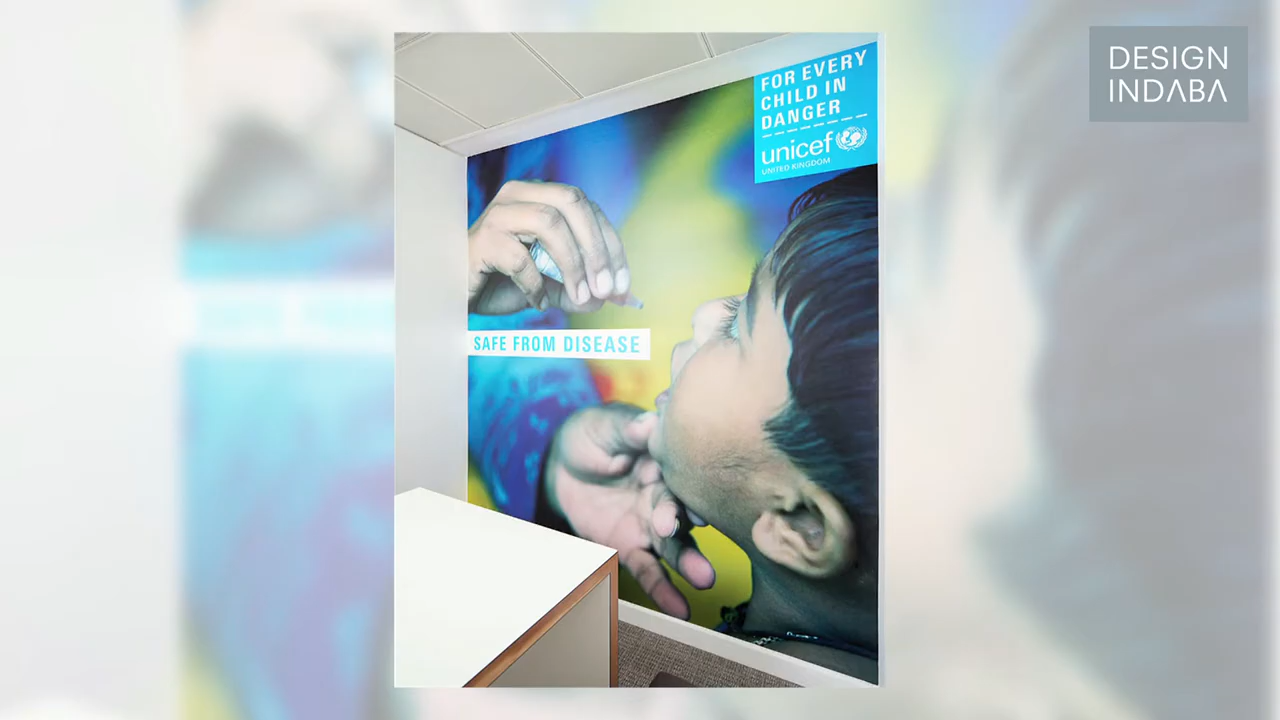 DESIGN
INDABA
FOR EVERY
CHILD IN
DANGER
unicef
UNITED KINGDOM
SAFE FROM DISEASE